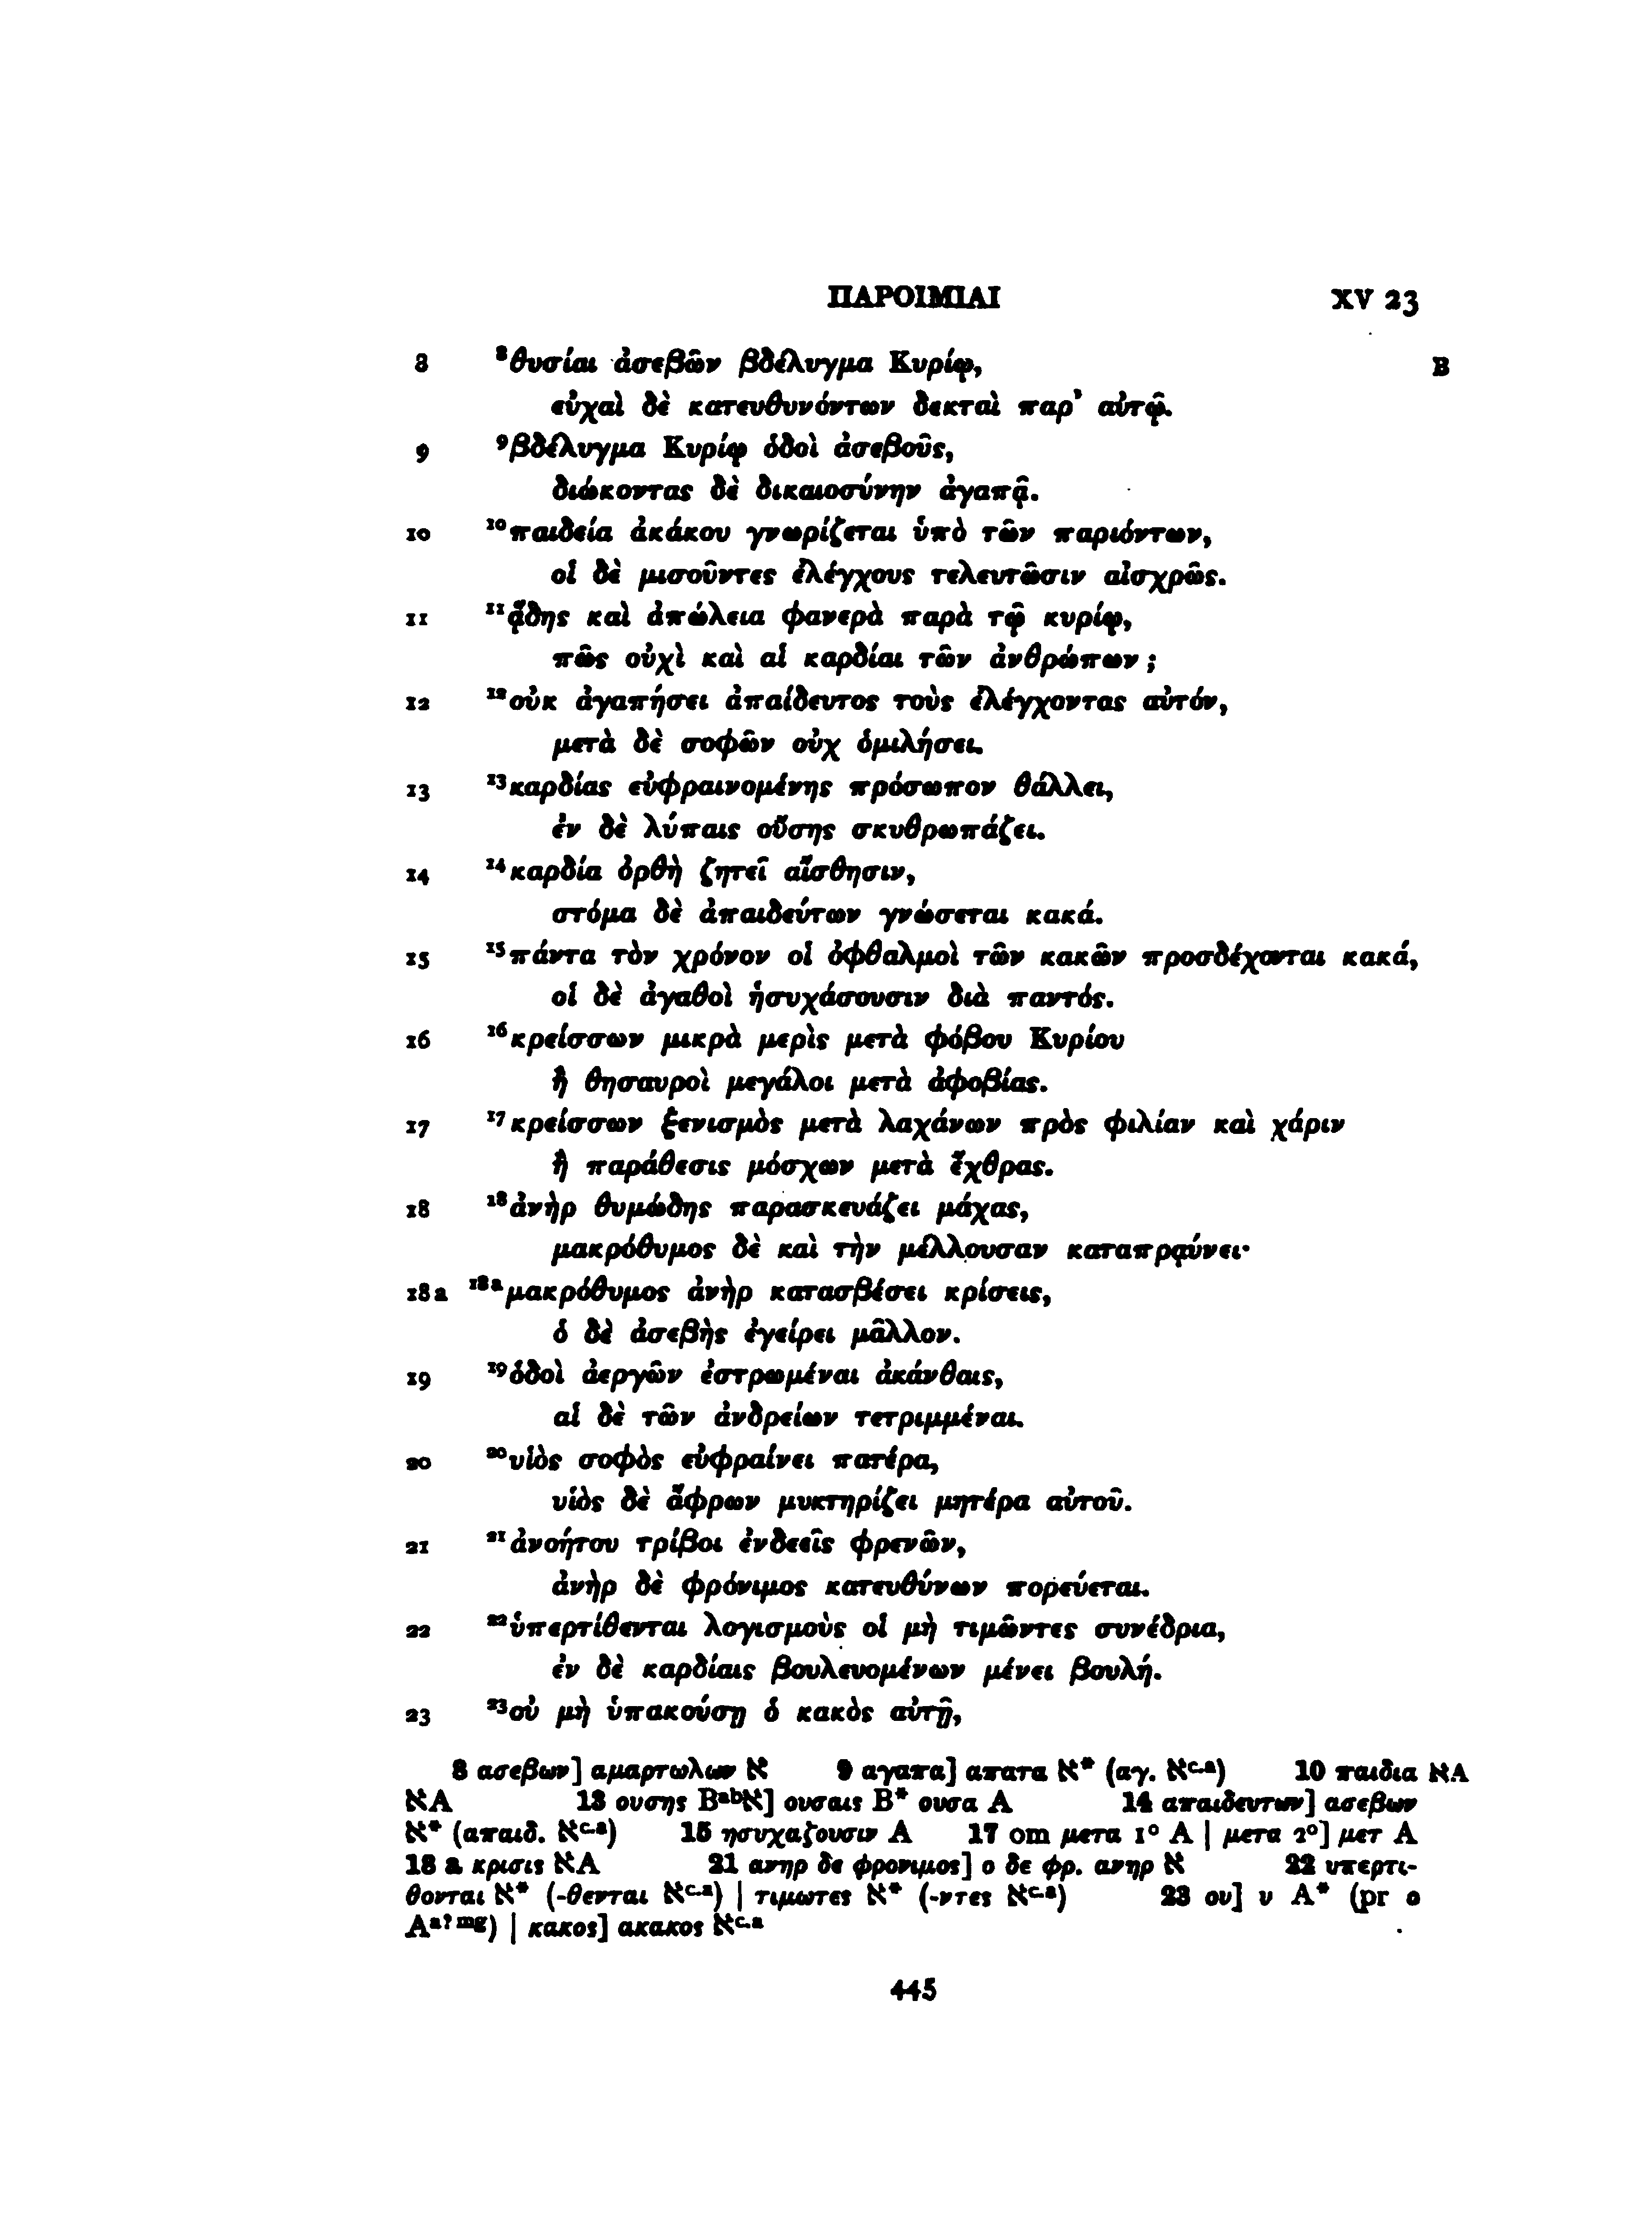 ΠΑΡΟΙΜΙΑΙ XV 23
8 ⁸θυσίαι ἀσεβῶν βδέλυγμα Κυρίῳ, B
εὐχαὶ δὲ κατευθυνόντων δεκταὶ παρ᾽ αὐτῷ.
9 ⁹βδέλυγμα Κυρίῳ ὁδοὶ ἀσεβοῦς,
διώκοντας δὲ δικαιοσύνην ἀγαπᾷ.
10 ¹⁰παιδεία ἀκάκου γνωρίζεται ὑπὸ τῶν παριόντων,
οἱ δὲ μισοῦντες ἐλέγχους τελευτῶσιν αἰσχρῶς.
11 ¹¹ᾅδης καὶ ἀπώλεια φανερὰ παρὰ τῷ κυρίῳ,
πῶς οὐχὶ καὶ αἱ καρδίαι τῶν ἀνθρώπων;
12 ¹²οὐκ ἀγαπήσει ἀπαίδευτος τοὺς ἐλέγχοντας αὐτόν,
μετὰ δὲ σοφῶν οὐχ ὁμιλήσει.
13 ¹³καρδίας εὐφραινομένης πρόσωπον θάλλει,
ἐν δὲ λύπαις οὔσης σκυθρωπάζει.
14 ¹⁴καρδία ὀρθὴ ζητεῖ αἴσθησιν,
στόμα δὲ ἀπαιδεύτων γνώσεται κακά.
15 ¹⁵πάντα τὸν χρόνον οἱ ὀφθαλμοὶ τῶν κακῶν προσδέχονται κακά,
οἱ δὲ ἀγαθοὶ ἡσυχάσουσιν διὰ παντός.
16 ¹⁶κρείσσων μικρὰ μερὶς μετὰ φόβου Κυρίου
ἢ θησαυροὶ μεγάλοι μετὰ ἀφοβίας.
17 ¹⁷κρείσσων ξενισμὸς μετὰ λαχάνων πρὸς φιλίαν καὶ χάριν
ἢ παράθεσις μόσχων μετὰ ἔχθρας.
18 ¹⁸ἀνὴρ θυμώδης παρασκευάζει μάχας,
μακρόθυμος δὲ καὶ τὴν μέλλουσαν καταπρᾳύνει·
18 a ¹⁸ᵃμακρόθυμος ἀνὴρ κατασβέσει κρίσεις,
ὁ δὲ ἀσεβὴς ἐγείρει μᾶλλον.
19 ¹⁹ὁδοὶ ἀεργῶν ἐστρωμέναι ἀκάνθαις,
αἱ δὲ τῶν ἀνδρείων τετριμμέναι.
20 ²⁰υἱὸς σοφὸς εὐφραίνει πατέρα,
υἱὸς δὲ ἄφρων μυκτηρίζει μητέρα αὐτοῦ.
21 ²¹ἀνοήτου τρίβοι ἐνδεεῖς φρενῶν,
ἀνὴρ δὲ φρόνιμος κατευθύνων πορεύεται.
22 ²²ὑπερτίθενται λογισμοὺς οἱ μὴ τιμῶντες συνέδρια,
ἐν δὲ καρδίαις βουλευομένων μένει βουλή.
23 ²³οὐ μὴ ὑπακούσῃ ὁ κακὸς αὐτῇ,
8 ασεβων] αμαρτωλων א 9 αγαπα] απατα א* (αγ. אᶜ·ᵃ) 10 παιδια אA
אA 13 ουσης Bᵃᵇא] ουσαις B* ουσα A 14 απαιδευτων] ασεβων
א* (απαιδ. אᶜ·ᵃ) 15 ησυχαζουσιν A 17 om μετα 1° A | μετα 2°] μετ A
18 a κρισις אA 21 ανηρ δε φρονιμος] ο δε φρ. ανηρ א 22 υπερτι-
θονται א* (-θενται אᶜ·ᵃ) | τιμωτες א* (-ντες אᶜ·ᵃ) 23 ου] υ A* (pr ο
Aᵃ?ᵐᵍ) | κακος] ακακος אᶜ·ᵃ
445